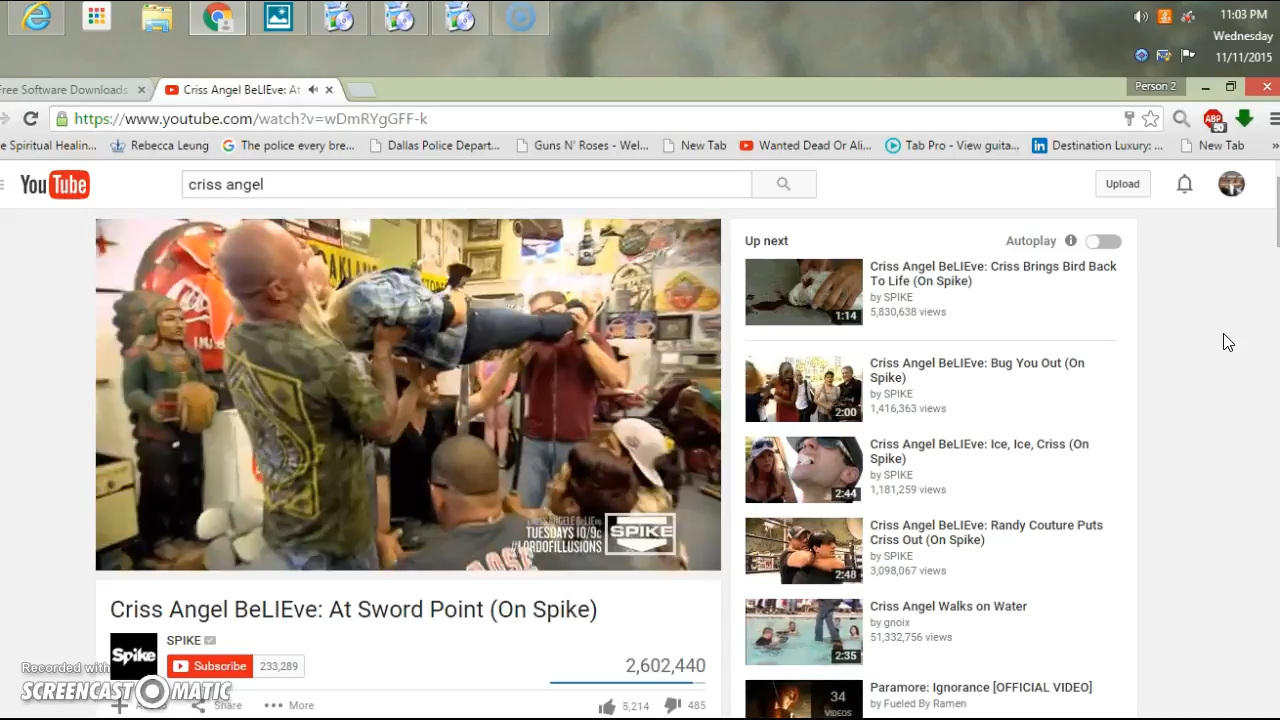 11:03 PM
Wednesday
11/11/2015
Free Software Downloads
Criss Angel BeLIEve: At
Person 2
https://www.youtube.com/watch?v=wDmRYgGFF-k
ABP
50
e Spiritual Healin...
Rebecca Leung
The police every bre...
Dallas Police Depart...
Guns N' Roses - Wel...
New Tab
Wanted Dead Or Ali...
Tab Pro - View guita...
Destination Luxury: ...
New Tab
YouTube
criss angel
Upload
OAKLAN
TUESDAYS 10/9c
#LORDOFILLUSIONS
SPIKE
Up next
Autoplay
Criss Angel BeLIEve: Criss Brings Bird Back
To Life (On Spike)
by SPIKE
5,830,638 views
1:14
Criss Angel BeLIEve: Bug You Out (On
Spike)
by SPIKE
1,416,363 views
2:00
Criss Angel BeLIEve: Ice, Ice, Criss (On
Spike)
by SPIKE
1,181,259 views
2:44
Criss Angel BeLIEve: Randy Couture Puts
Criss Out (On Spike)
by SPIKE
3,098,067 views
2:48
Criss Angel Walks on Water
by gnoix
51,332,756 views
2:35
Paramore: Ignorance [OFFICIAL VIDEO]
by Fueled By Ramen
34
VIDEOS
Criss Angel BeLIEve: At Sword Point (On Spike)
Spike
SPIKE
Subscribe
233,289
2,602,440
Share
More
5,214
485
Recorded with
SCREENCAST-O-MATIC